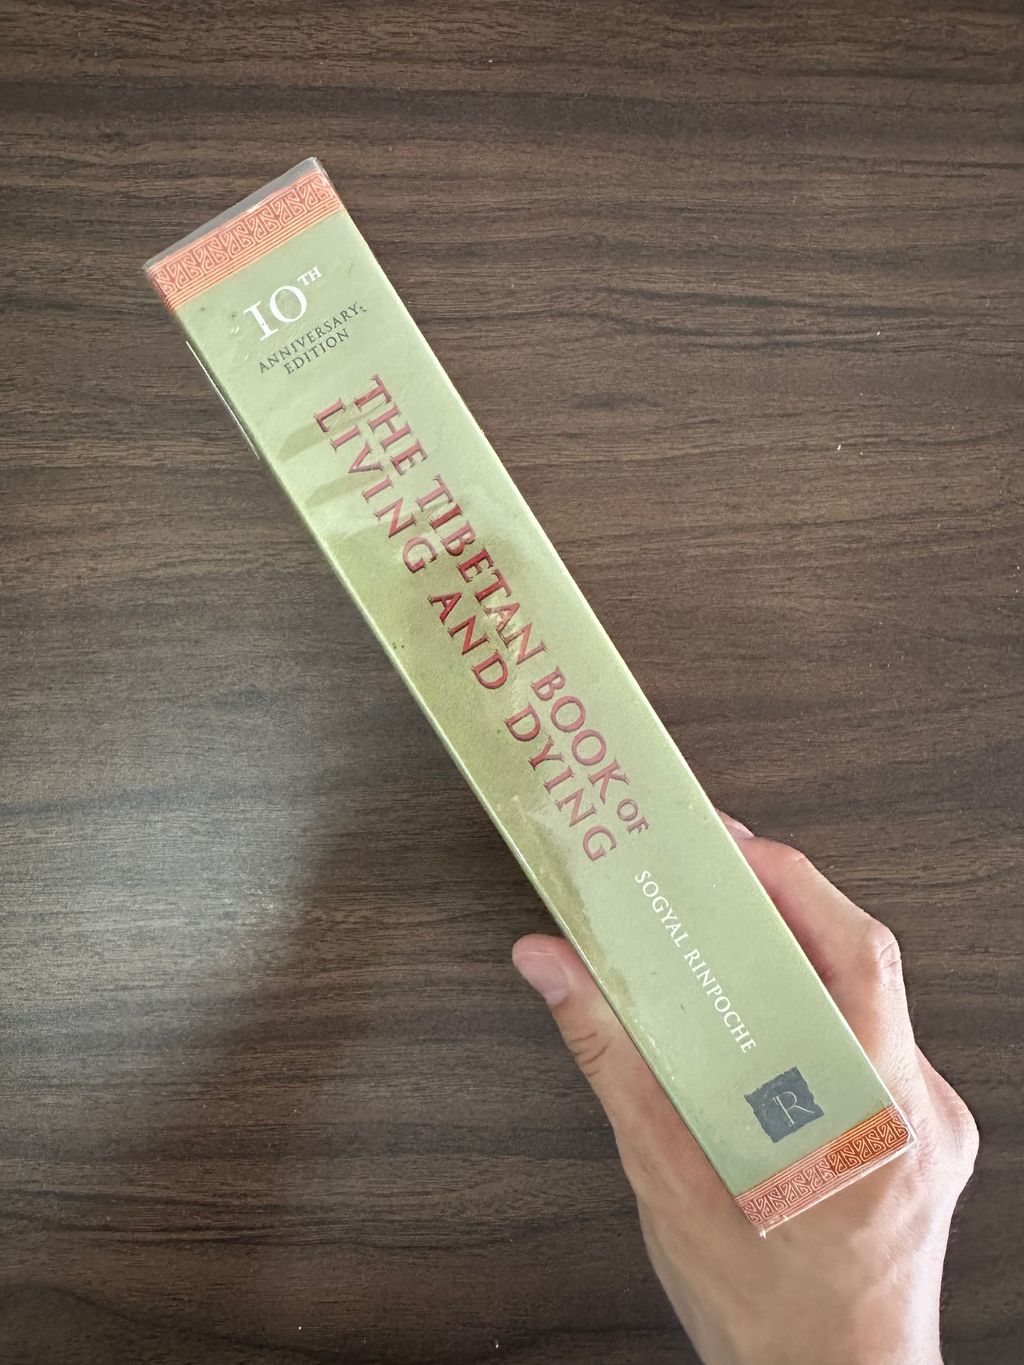 10TH
ANNIVERSARY
EDITION
THE TIBETAN BOOK OF
LIVING AND DYING
SOGYAL RINPOCHE
R